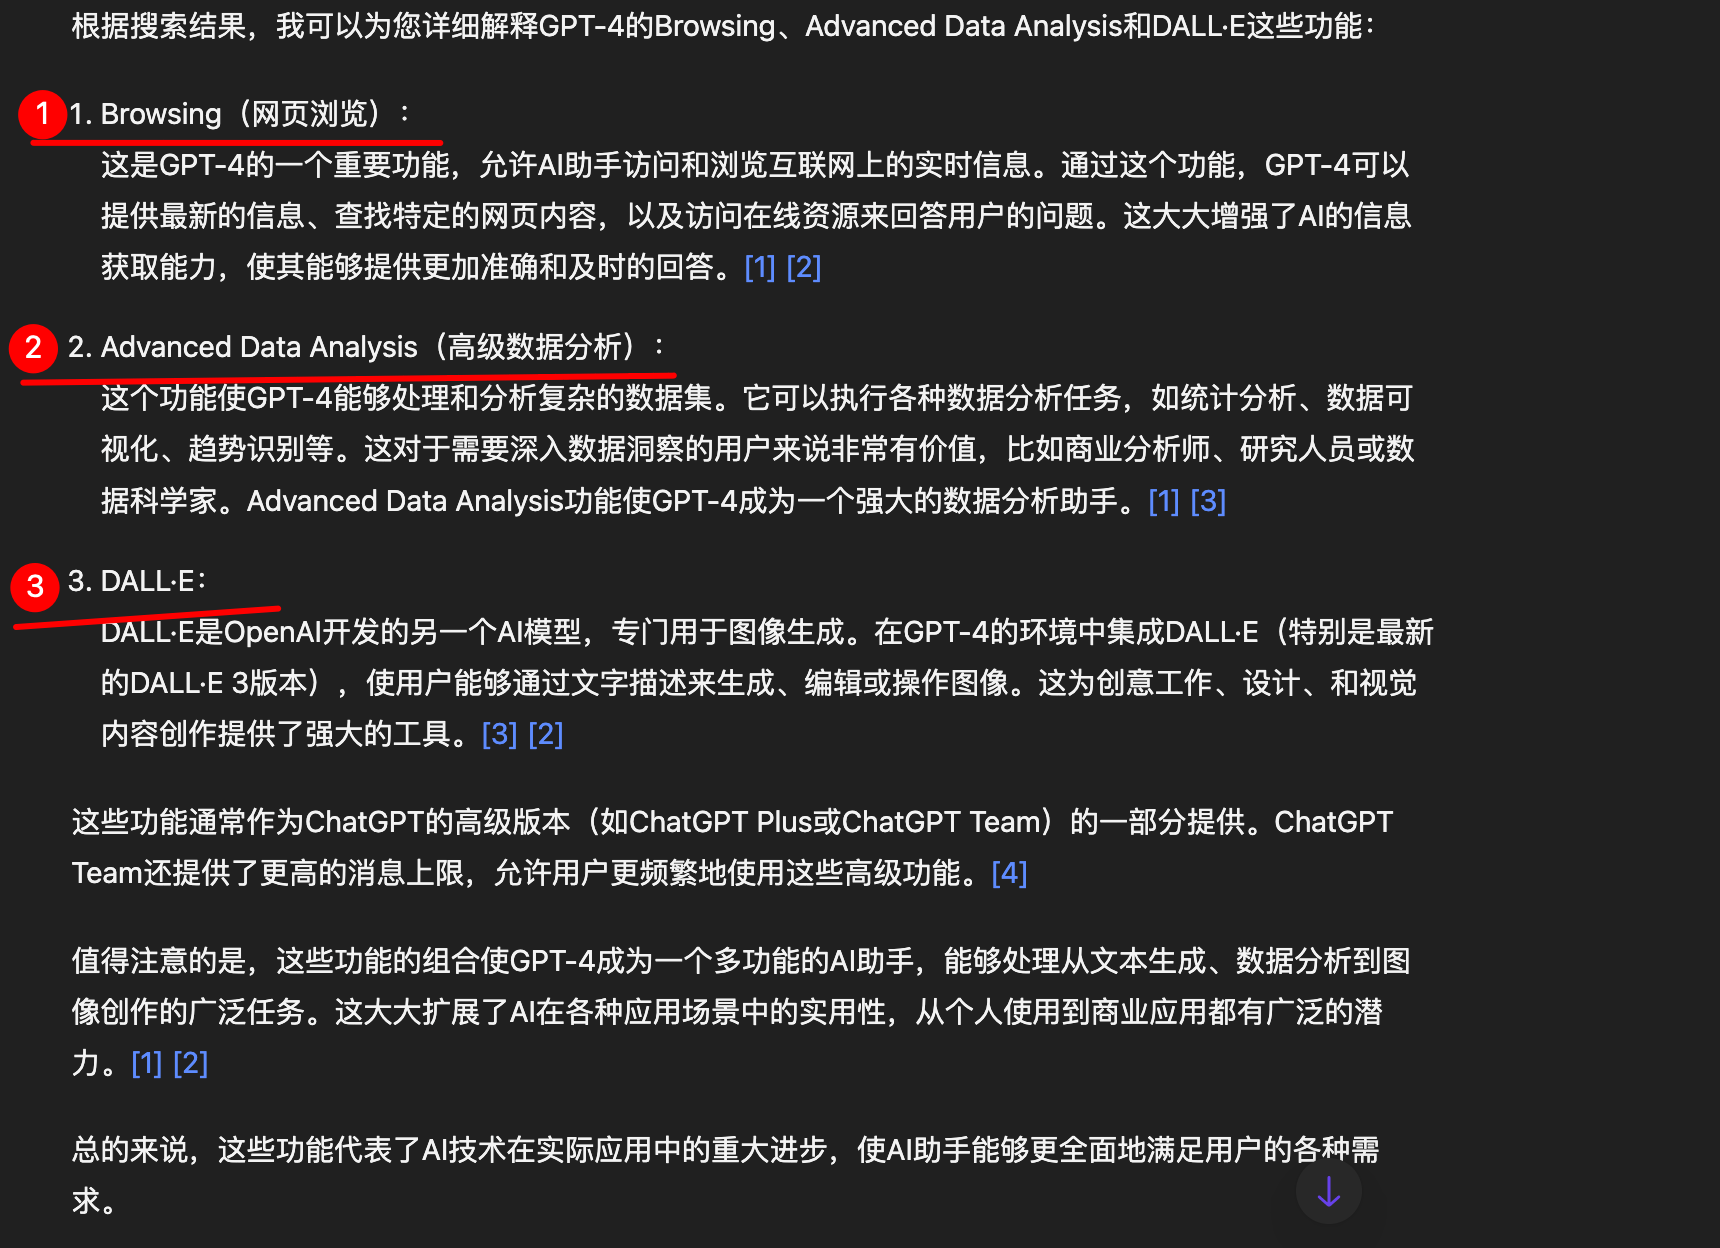 根据搜索结果，我可以为您详细解释GPT-4的Browsing、Advanced Data Analysis和DALL·E这些功能：
1 1. Browsing（网页浏览）：
这是GPT-4的一个重要功能，允许AI助手访问和浏览互联网上的实时信息。通过这个功能，GPT-4可以
提供最新的信息、查找特定的网页内容，以及访问在线资源来回答用户的问题。这大大增强了AI的信息
获取能力，使其能够提供更加准确和及时的回答。[1] [2]
2 2. Advanced Data Analysis（高级数据分析）：
这个功能使GPT-4能够处理和分析复杂的数据集。它可以执行各种数据分析任务，如统计分析、数据可
视化、趋势识别等。这对于需要深入数据洞察的用户来说非常有价值，比如商业分析师、研究人员或数
据科学家。Advanced Data Analysis功能使GPT-4成为一个强大的数据分析助手。[1] [3]
3 3. DALL·E：
DALL·E是OpenAI开发的另一个AI模型，专门用于图像生成。在GPT-4的环境中集成DALL·E（特别是最新
的DALL·E 3版本），使用户能够通过文字描述来生成、编辑或操作图像。这为创意工作、设计、和视觉
内容创作提供了强大的工具。[3] [2]
这些功能通常作为ChatGPT的高级版本（如ChatGPT Plus或ChatGPT Team）的一部分提供。ChatGPT
Team还提供了更高的消息上限，允许用户更频繁地使用这些高级功能。[4]
值得注意的是，这些功能的组合使GPT-4成为一个多功能的AI助手，能够处理从文本生成、数据分析到图
像创作的广泛任务。这大大扩展了AI在各种应用场景中的实用性，从个人使用到商业应用都有广泛的潜
力。[1] [2]
总的来说，这些功能代表了AI技术在实际应用中的重大进步，使AI助手能够更全面地满足用户的各种需
求。